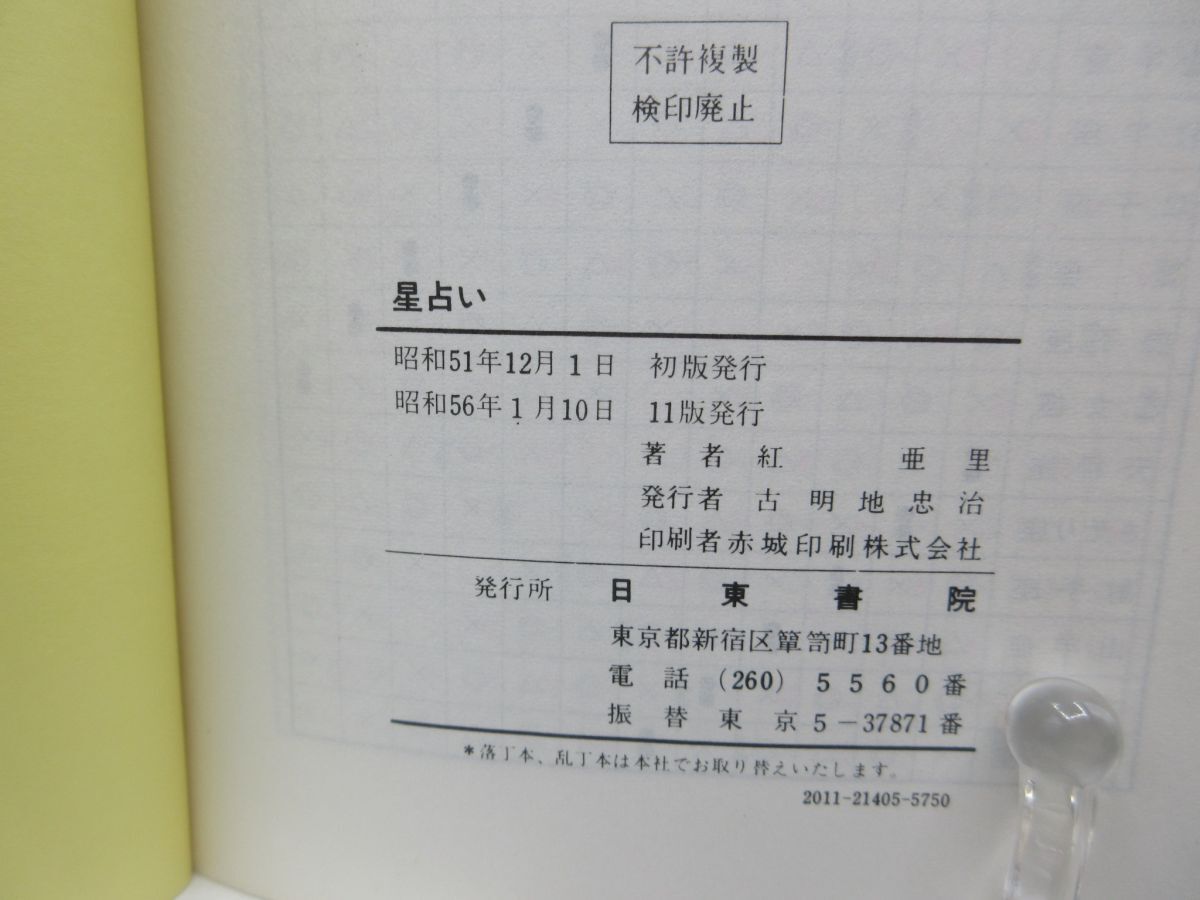 不許複製
検印廃止
星占い
昭和51年12月1日 初版発行
昭和56年1月10日 11版発行
著者 紅 亜里
発行者 古明地忠治
印刷者 赤城印刷株式会社
発行所 日東書院
東京都新宿区簞笥町13番地
電話 (260) 5560番
振替東京5-37871番
*落丁本、乱丁本は本社でお取り替えいたします。
2011-21405-5750